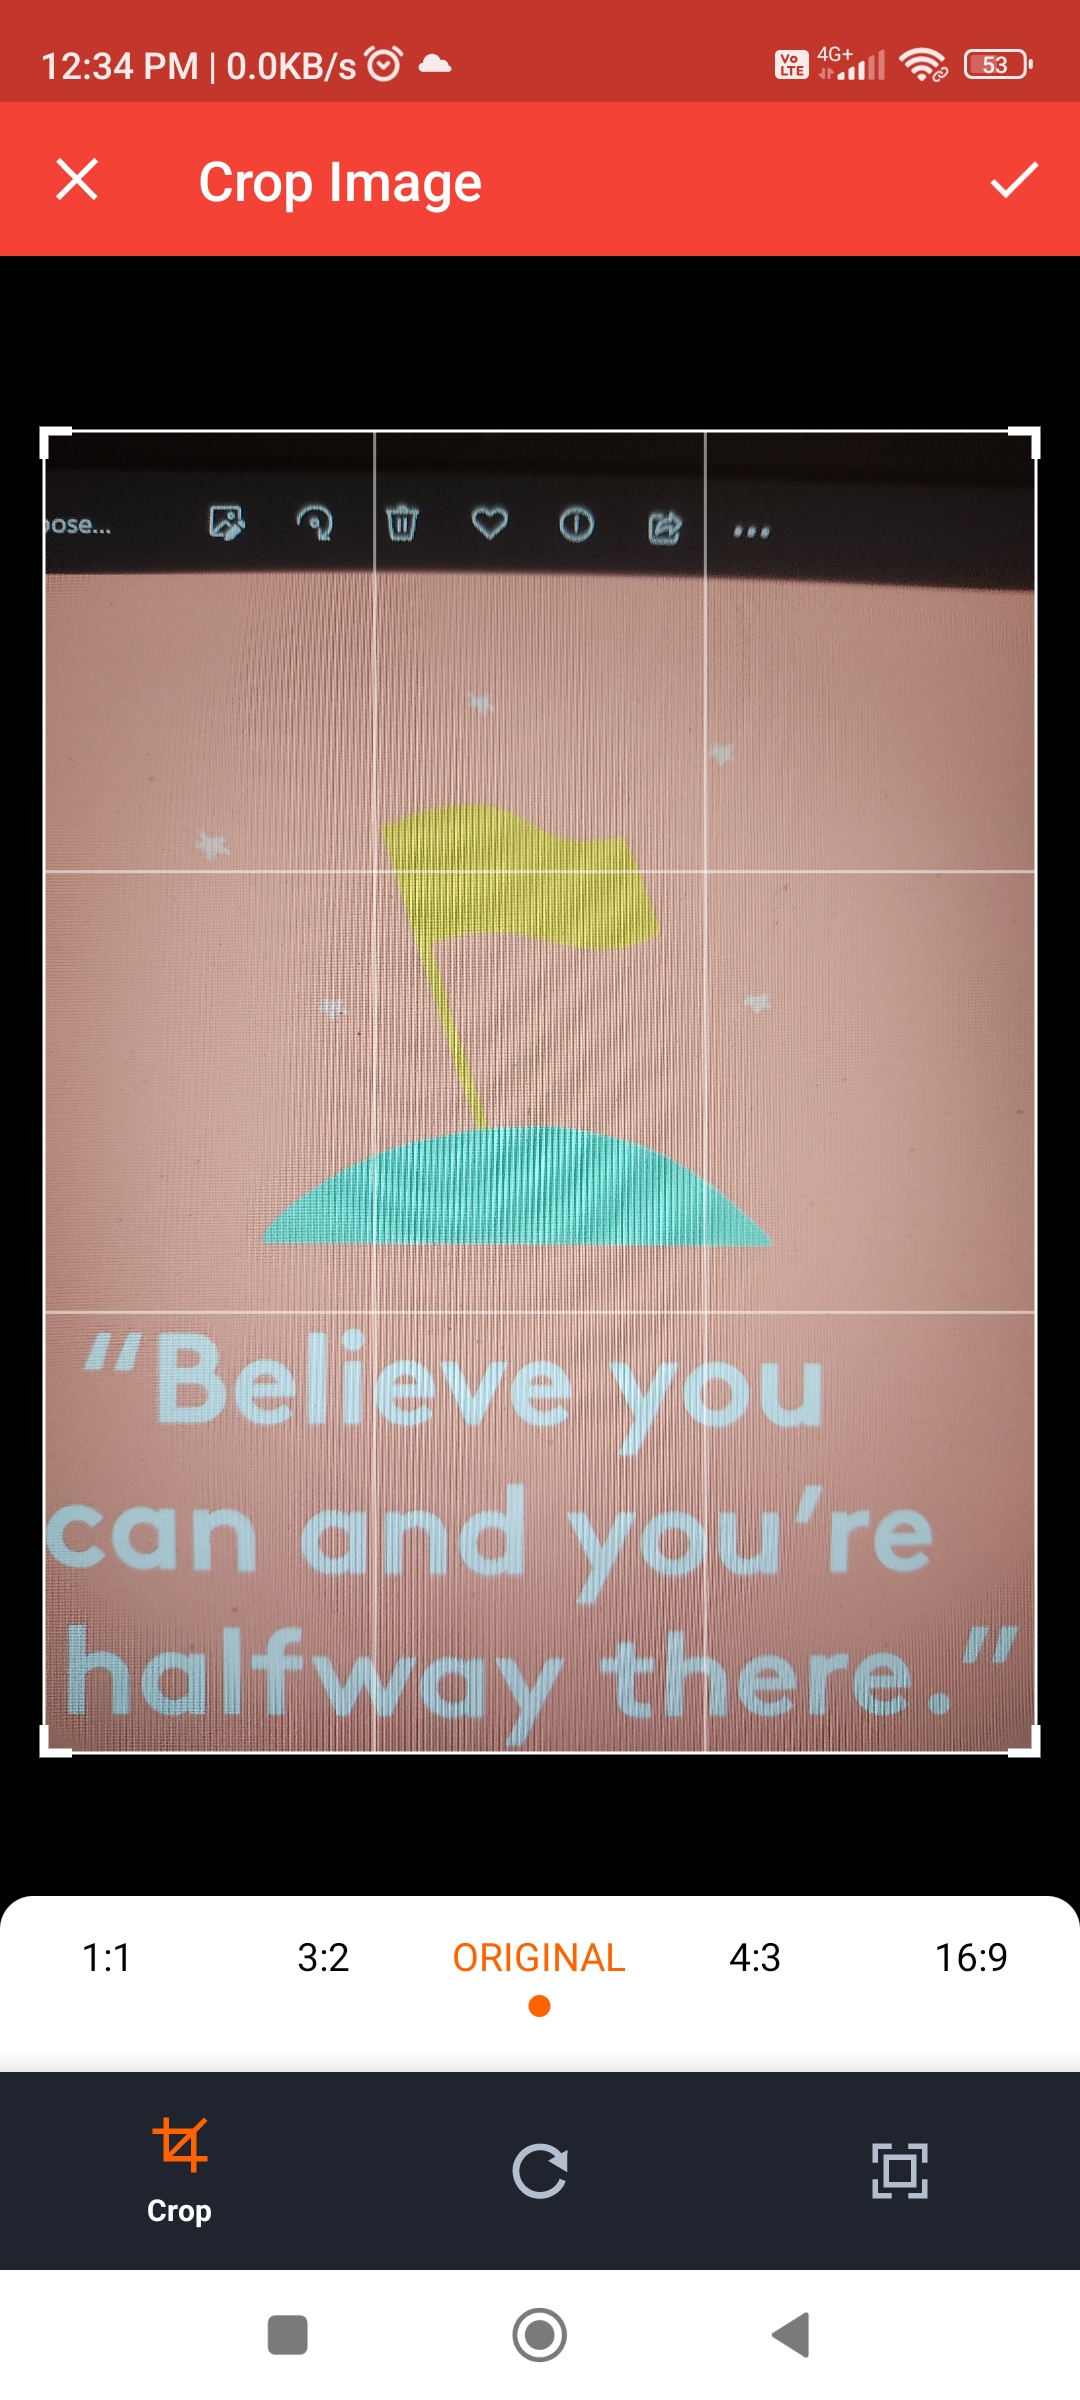 12:34 PM | 0.0KB/s
Vo LTE 4G+ 53
Crop Image
ose...
“Believe you
can and you’re
halfway there.”
1:1 3:2 ORIGINAL 4:3 16:9
Crop